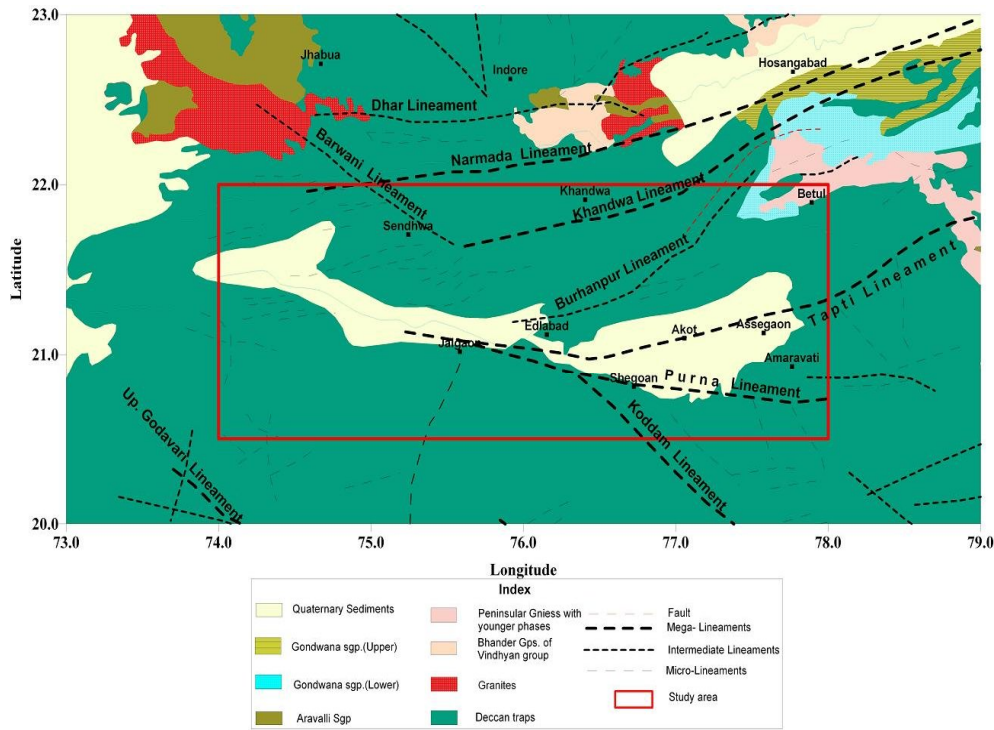 23.0
22.0
21.0
20.0
Latitude
Jhabua
Indore
Hosangabad
Dhar Lineament
Barwani Lineament
Narmada Lineament
Khandwa
Khandwa Lineament
Betul
Sendhwa
Burhanpur Lineament
Tapti Lineament
Edlabad
Akot
Assegaon
Jalgaon
Amaravati
Shegoan
Purna Lineament
Koddam Lineament
Up. Godavari Lineament
73.0 74.0 75.0 76.0 77.0 78.0 79.0
Longitude
Index
Quaternary Sediments
Gondwana sgp.(Upper)
Gondwana sgp.(Lower)
Aravalli Sgp
Peninsular Gniess with
younger phases
Bhander Gps. of
Vindhyan group
Granites
Deccan traps
Fault
Mega- Lineaments
Intermediate Lineaments
Micro-Lineaments
Study area